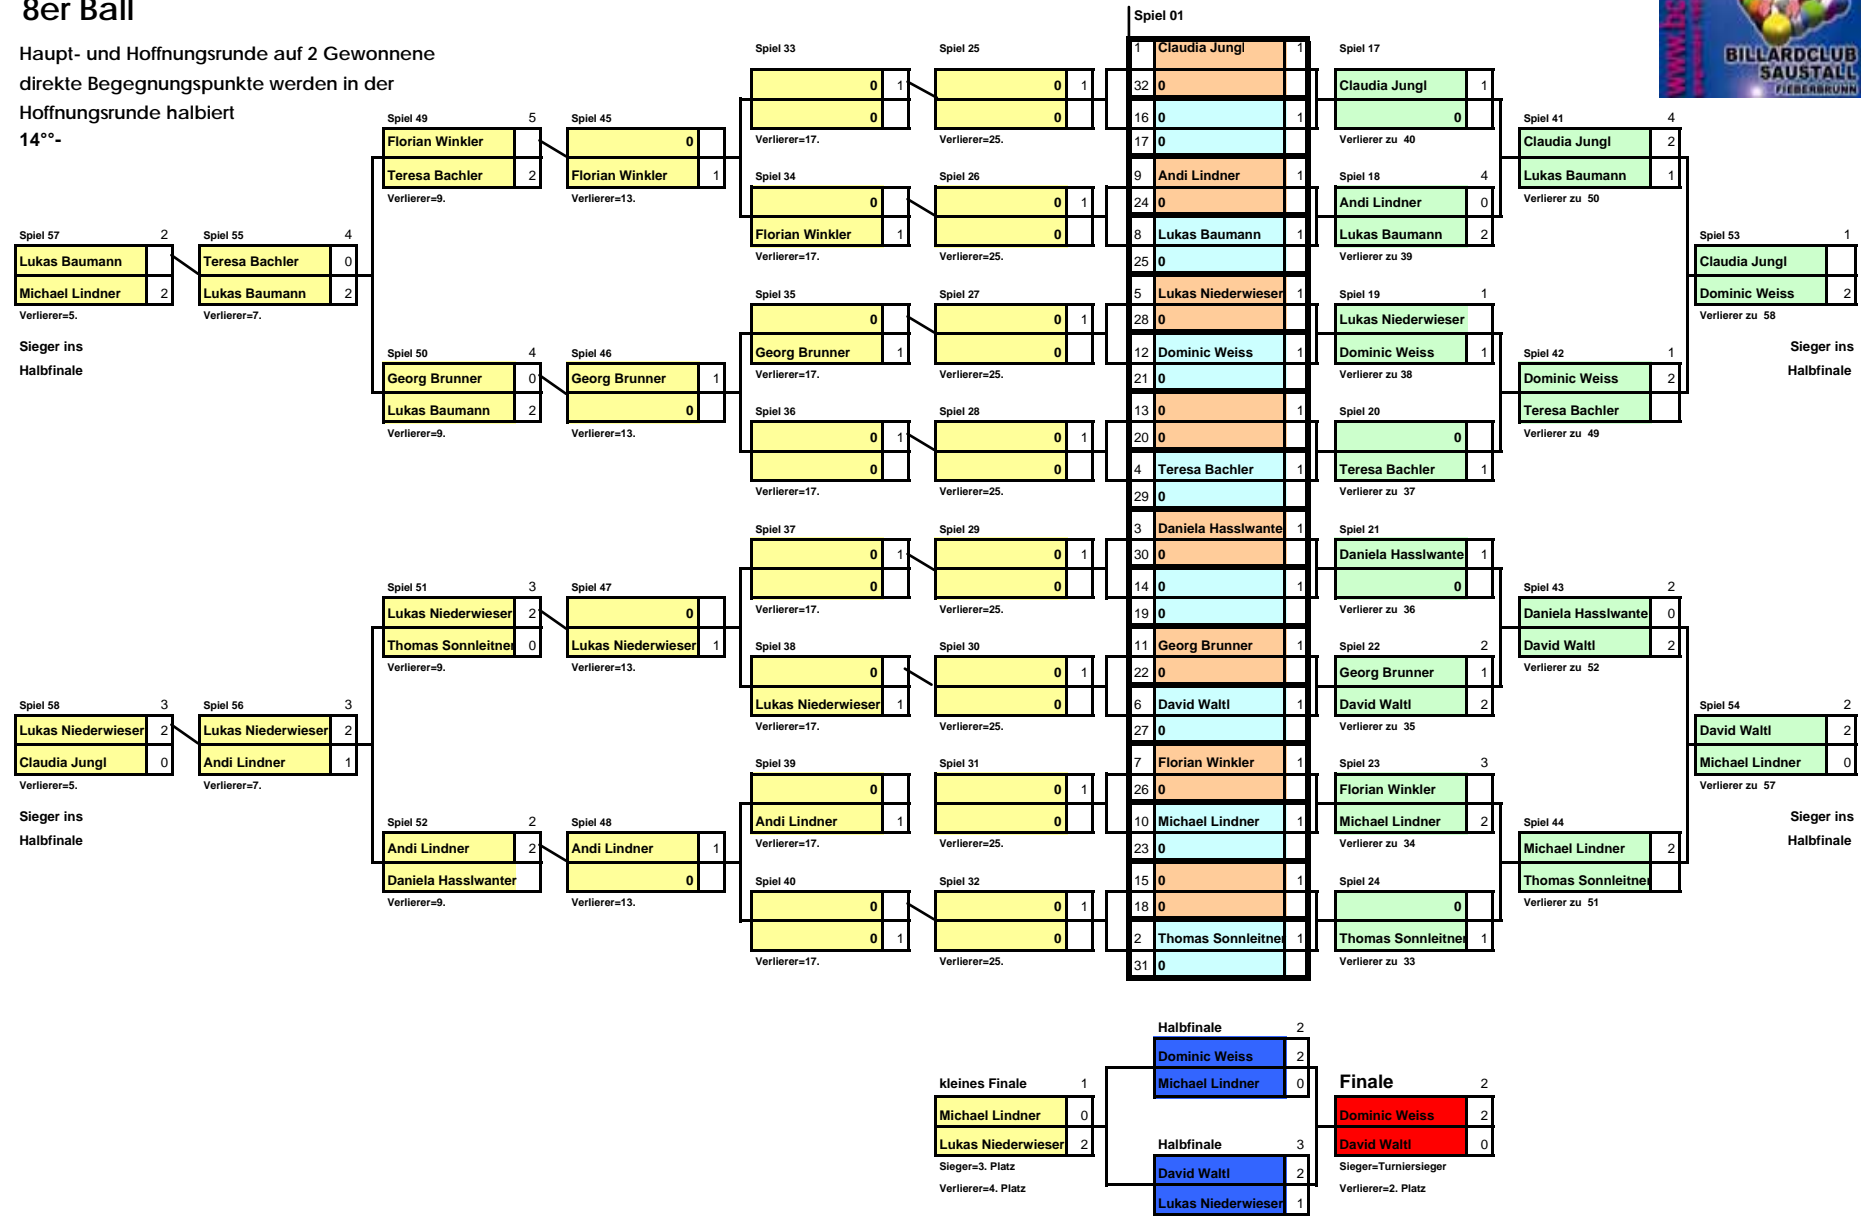 8er Ball
Haupt- und Hoffnungsrunde auf 2 Gewonnene
direkte Begegnungspunkte werden in der
Hoffnungsrunde halbiert
14°°-
BILLARDCLUB
SAUSTALL
FIEBERBRUNN
Spiel 57 2
Lukas Baumann
Michael Lindner 2
Verlierer=5.
Sieger ins
Halbfinale
Spiel 58 3
Lukas Niederwieser 2
Claudia Jungl 0
Verlierer=5.
Sieger ins
Halbfinale
Spiel 55 4
Teresa Bachler 0
Lukas Baumann 2
Verlierer=7.
Spiel 56 3
Lukas Niederwieser 2
Andi Lindner 1
Verlierer=7.
Spiel 49 5
Florian Winkler
Teresa Bachler 2
Verlierer=9.
Spiel 50 4
Georg Brunner 0
Lukas Baumann 2
Verlierer=9.
Spiel 51 3
Lukas Niederwieser 2
Thomas Sonnleitner 0
Verlierer=9.
Spiel 52 2
Andi Lindner 2
Daniela Hasslwanter
Verlierer=9.
Spiel 45
0
Florian Winkler 1
Verlierer=13.
Spiel 46
Georg Brunner 1
0
Verlierer=13.
Spiel 47
0
Lukas Niederwieser 1
Verlierer=13.
Spiel 48
Andi Lindner 1
0
Verlierer=13.
Spiel 33
0 1
0
Verlierer=17.
Spiel 34
0
Florian Winkler 1
Verlierer=17.
Spiel 35
0
Georg Brunner 1
Verlierer=17.
Spiel 36
0 1
0
Verlierer=17.
Spiel 37
0 1
0
Verlierer=17.
Spiel 38
0
Lukas Niederwieser 1
Verlierer=17.
Spiel 39
0
Andi Lindner 1
Verlierer=17.
Spiel 40
0
0 1
Verlierer=17.
Spiel 25
0 1
0
Verlierer=25.
Spiel 26
0 1
0
Verlierer=25.
Spiel 27
0 1
0
Verlierer=25.
Spiel 28
0 1
0
Verlierer=25.
Spiel 29
0 1
0
Verlierer=25.
Spiel 30
0 1
0
Verlierer=25.
Spiel 31
0 1
0
Verlierer=25.
Spiel 32
0 1
0
Verlierer=25.
Spiel 01
1 Claudia Jungl 1
32 0
16 0 1
17 0
9 Andi Lindner 1
24 0
8 Lukas Baumann 1
25 0
5 Lukas Niederwieser 1
28 0
12 Dominic Weiss 1
21 0
13 0 1
20 0
4 Teresa Bachler 1
29 0
3 Daniela Hasslwante 1
30 0
14 0 1
19 0
11 Georg Brunner 1
22 0
6 David Waltl 1
27 0
7 Florian Winkler 1
26 0
10 Michael Lindner 1
23 0
15 0 1
18 0
2 Thomas Sonnleitner 1
31 0
Spiel 17
Claudia Jungl 1
0
Verlierer zu 40
Spiel 18 4
Andi Lindner 0
Lukas Baumann 2
Verlierer zu 39
Spiel 19 1
Lukas Niederwieser
Dominic Weiss 1
Verlierer zu 38
Spiel 20
0
Teresa Bachler 1
Verlierer zu 37
Spiel 21
Daniela Hasslwante 1
0
Verlierer zu 36
Spiel 22 2
Georg Brunner 1
David Waltl 2
Verlierer zu 35
Spiel 23 3
Florian Winkler
Michael Lindner 2
Verlierer zu 34
Spiel 24
0
Thomas Sonnleitner 1
Verlierer zu 33
Spiel 41 4
Claudia Jungl 2
Lukas Baumann 1
Verlierer zu 50
Spiel 42 1
Dominic Weiss 2
Teresa Bachler
Verlierer zu 49
Spiel 43 2
Daniela Hasslwante 0
David Waltl 2
Verlierer zu 52
Spiel 44
Michael Lindner 2
Thomas Sonnleitner
Verlierer zu 51
Spiel 53 1
Claudia Jungl
Dominic Weiss 2
Verlierer zu 58
Sieger ins
Halbfinale
Spiel 54 2
David Waltl 2
Michael Lindner 0
Verlierer zu 57
Sieger ins
Halbfinale
kleines Finale 1
Michael Lindner 0
Lukas Niederwieser 2
Sieger=3. Platz
Verlierer=4. Platz
Halbfinale 2
Dominic Weiss 2
Michael Lindner 0
Halbfinale 3
David Waltl 2
Lukas Niederwieser 1
Finale 2
Dominic Weiss 2
David Waltl 0
Sieger=Turniersieger
Verlierer=2. Platz